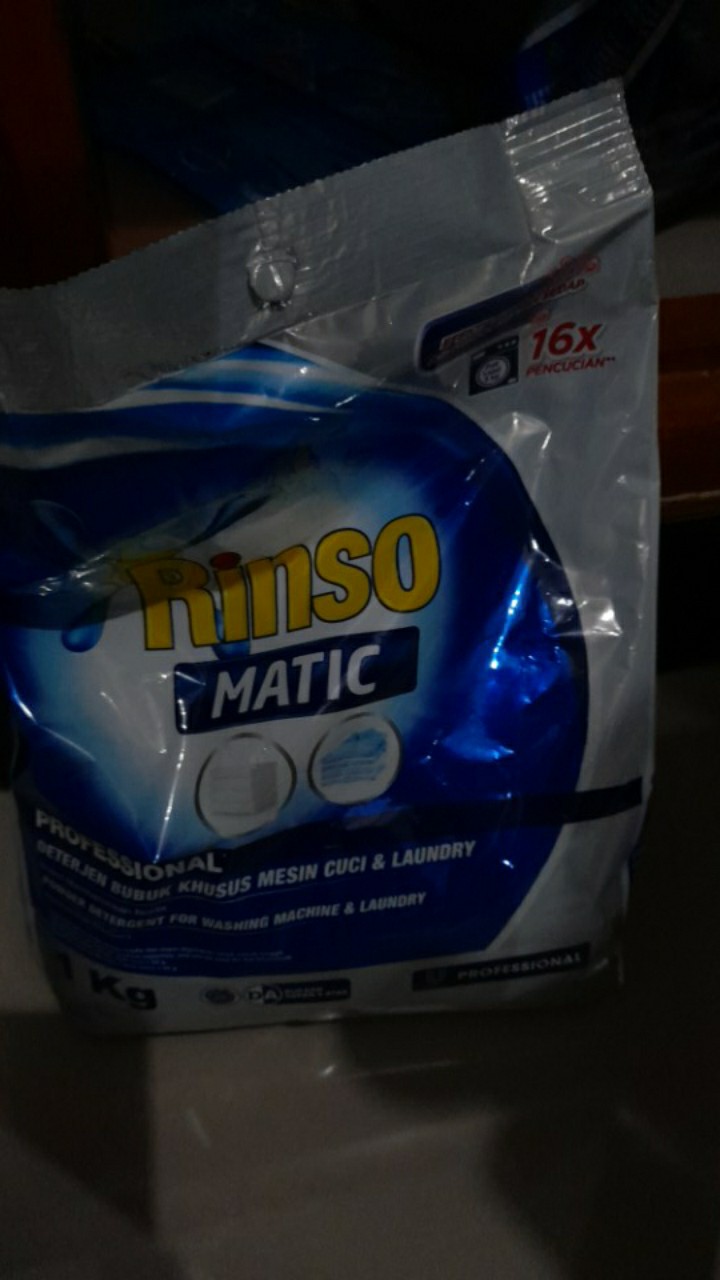 16x
PENCUCIAN**
Rinso
MATIC
PROFESSIONAL
DETERJEN BUBUK KHUSUS MESIN CUCI & LAUNDRY
POWDER DETERGENT FOR WASHING MACHINE & LAUNDRY
1 Kg
PROFESSIONAL